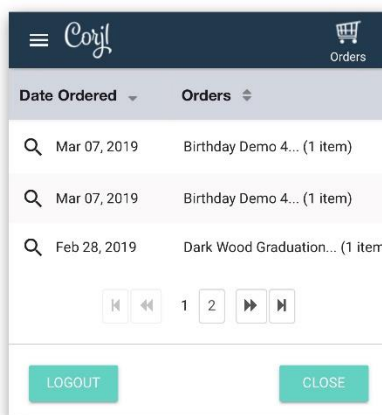 Corjl
Orders
Date Ordered Orders
Mar 07, 2019 Birthday Demo 4... (1 item)
Mar 07, 2019 Birthday Demo 4... (1 item)
Feb 28, 2019 Dark Wood Graduation... (1 item
1 2
LOGOUT CLOSE